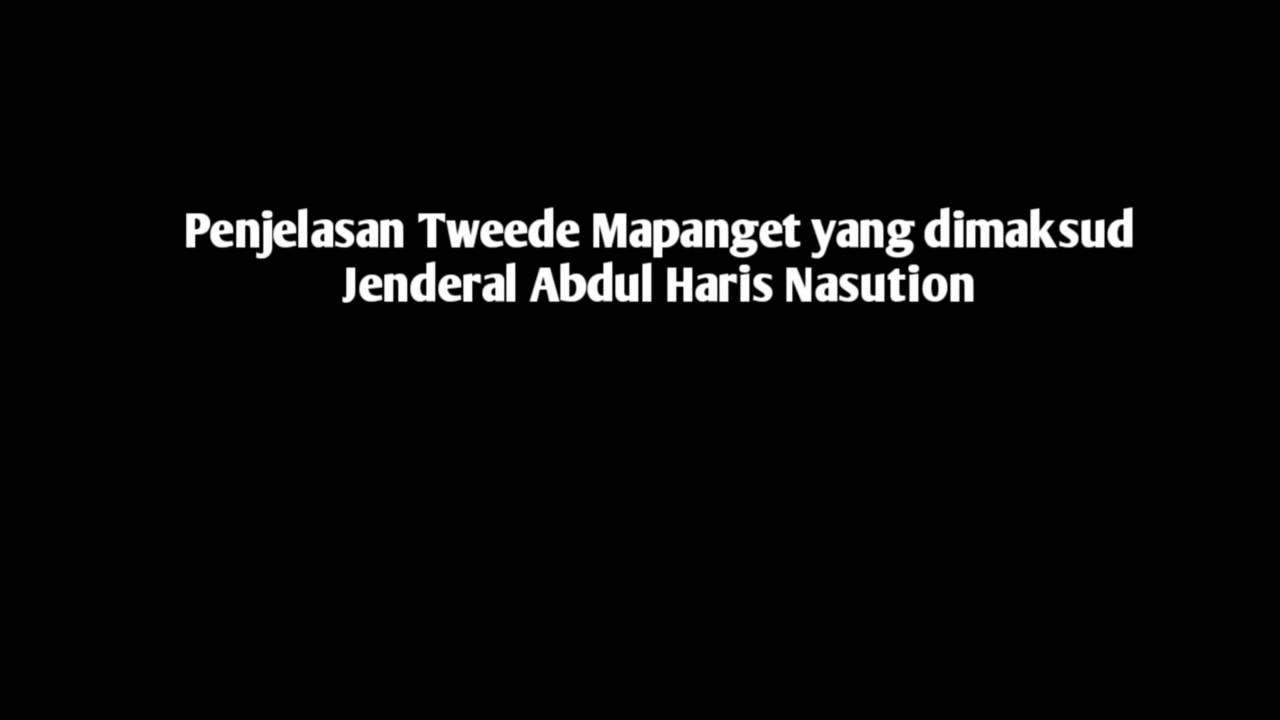 Penjelasan Tweede Mapanget yang dimaksud
Jenderal Abdul Haris Nasution